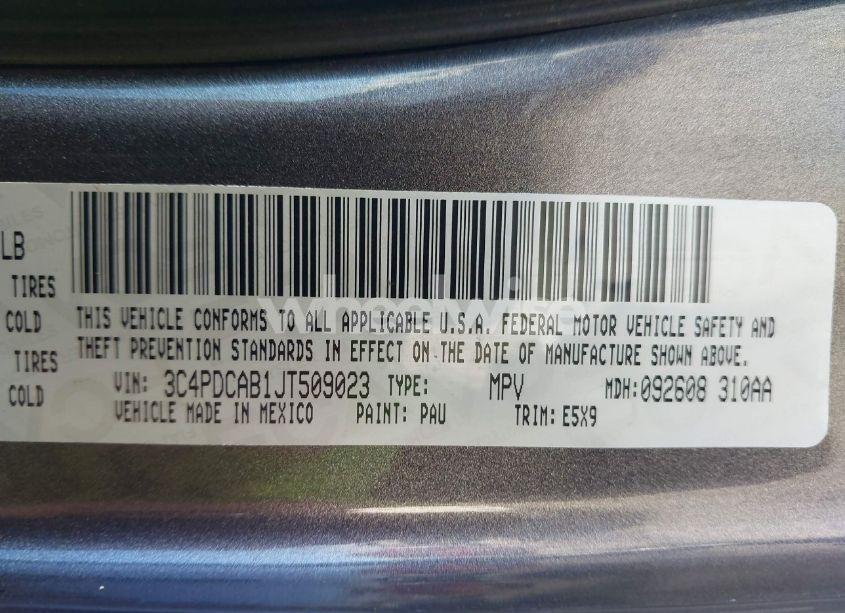 LB
TIRES
COLD
TIRES
COLD
THIS VEHICLE CONFORMS TO ALL APPLICABLE U.S.A. FEDERAL MOTOR VEHICLE SAFETY AND
THEFT PREVENTION STANDARDS IN EFFECT ON THE DATE OF MANUFACTURE SHOWN ABOVE.
VIN: 3C4PDCAB1JT509023 TYPE: MPV MDH: 092608 310AA
VEHICLE MADE IN MEXICO PAINT: PAU TRIM: E5X9
wheelwise